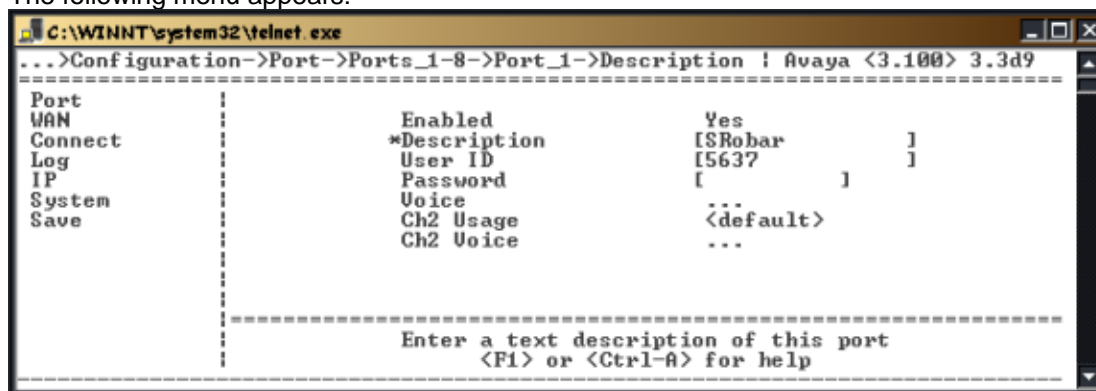 The following menu appears:
C:\WINNT\system32\telnet.exe
...>Configuration->Port->Ports_1-8->Port_1->Description | Avaya <3.100> 3.3d9
Port
WAN Enabled Yes
Connect *Description [SRobar ]
Log User ID [5637 ]
IP Password [ ]
System Voice ...
Save Ch2 Usage <default>
Ch2 Voice ...
Enter a text description of this port
<F1> or <Ctrl-A> for help